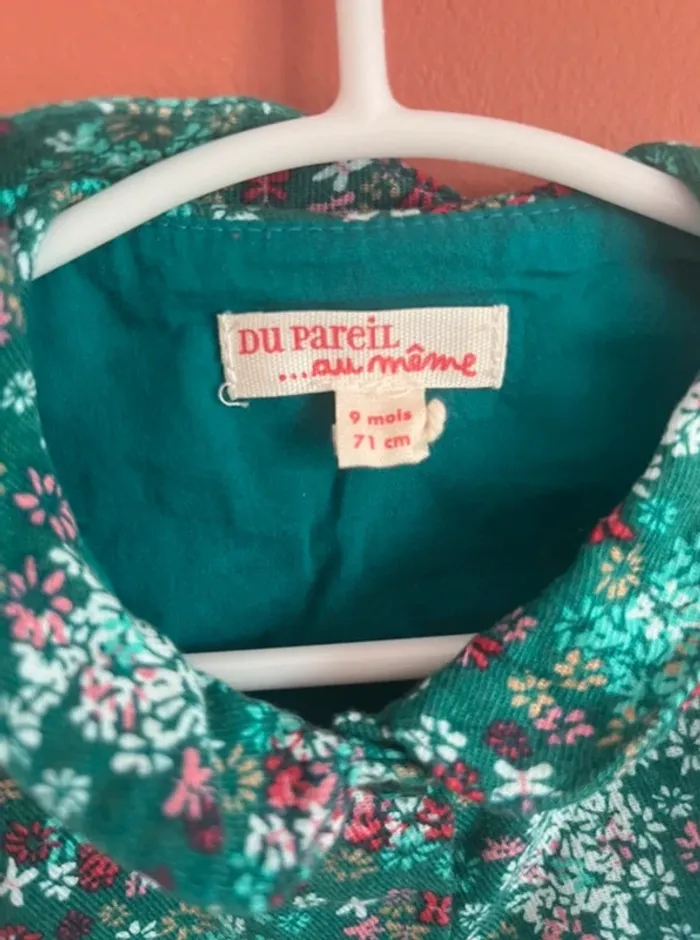 DU PAREIL
...au même
9 mois
71 cm